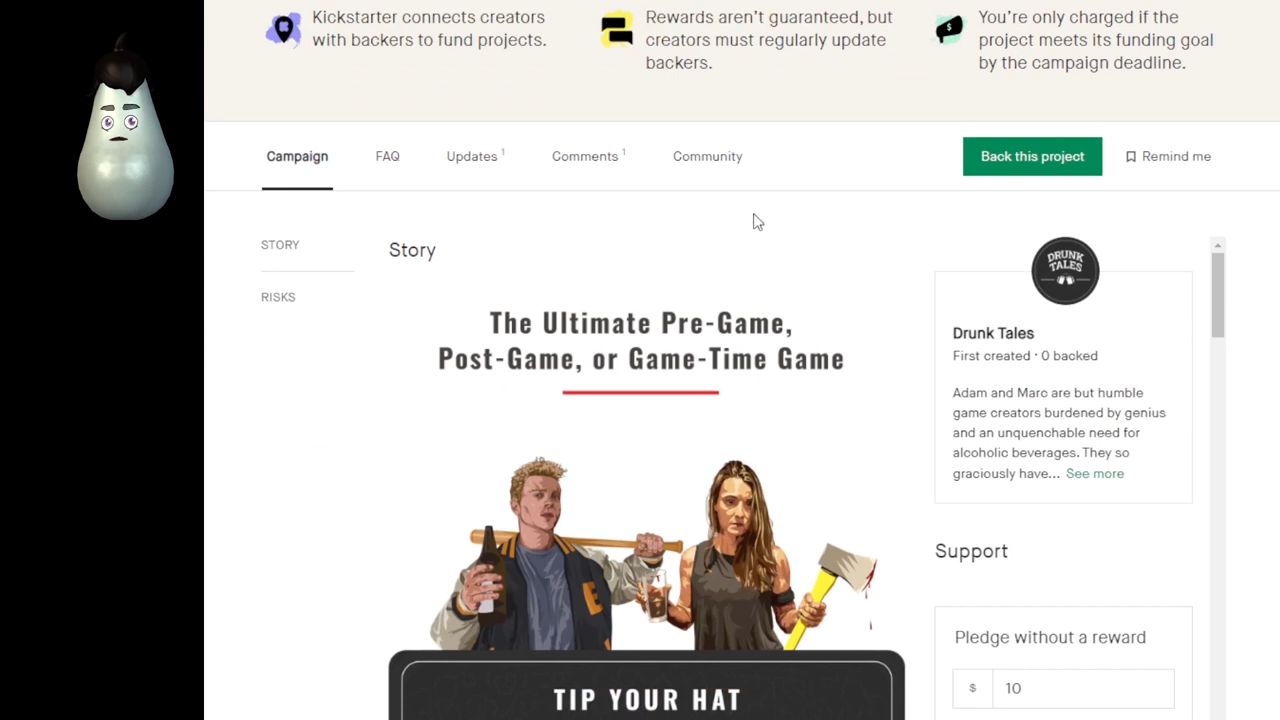 Kickstarter connects creators
with backers to fund projects.
Rewards aren't guaranteed, but
creators must regularly update
backers.
$
You're only charged if the
project meets its funding goal
by the campaign deadline.
Campaign
FAQ
Updates 1
Comments 1
Community
Back this project
Remind me
STORY
RISKS
Story
The Ultimate Pre-Game,
Post-Game, or Game-Time Game
E
TIP YOUR HAT
DRUNK
TALES
Drunk Tales
First created · 0 backed
Adam and Marc are but humble
game creators burdened by genius
and an unquenchable need for
alcoholic beverages. They so
graciously have... See more
Support
Pledge without a reward
$ 10